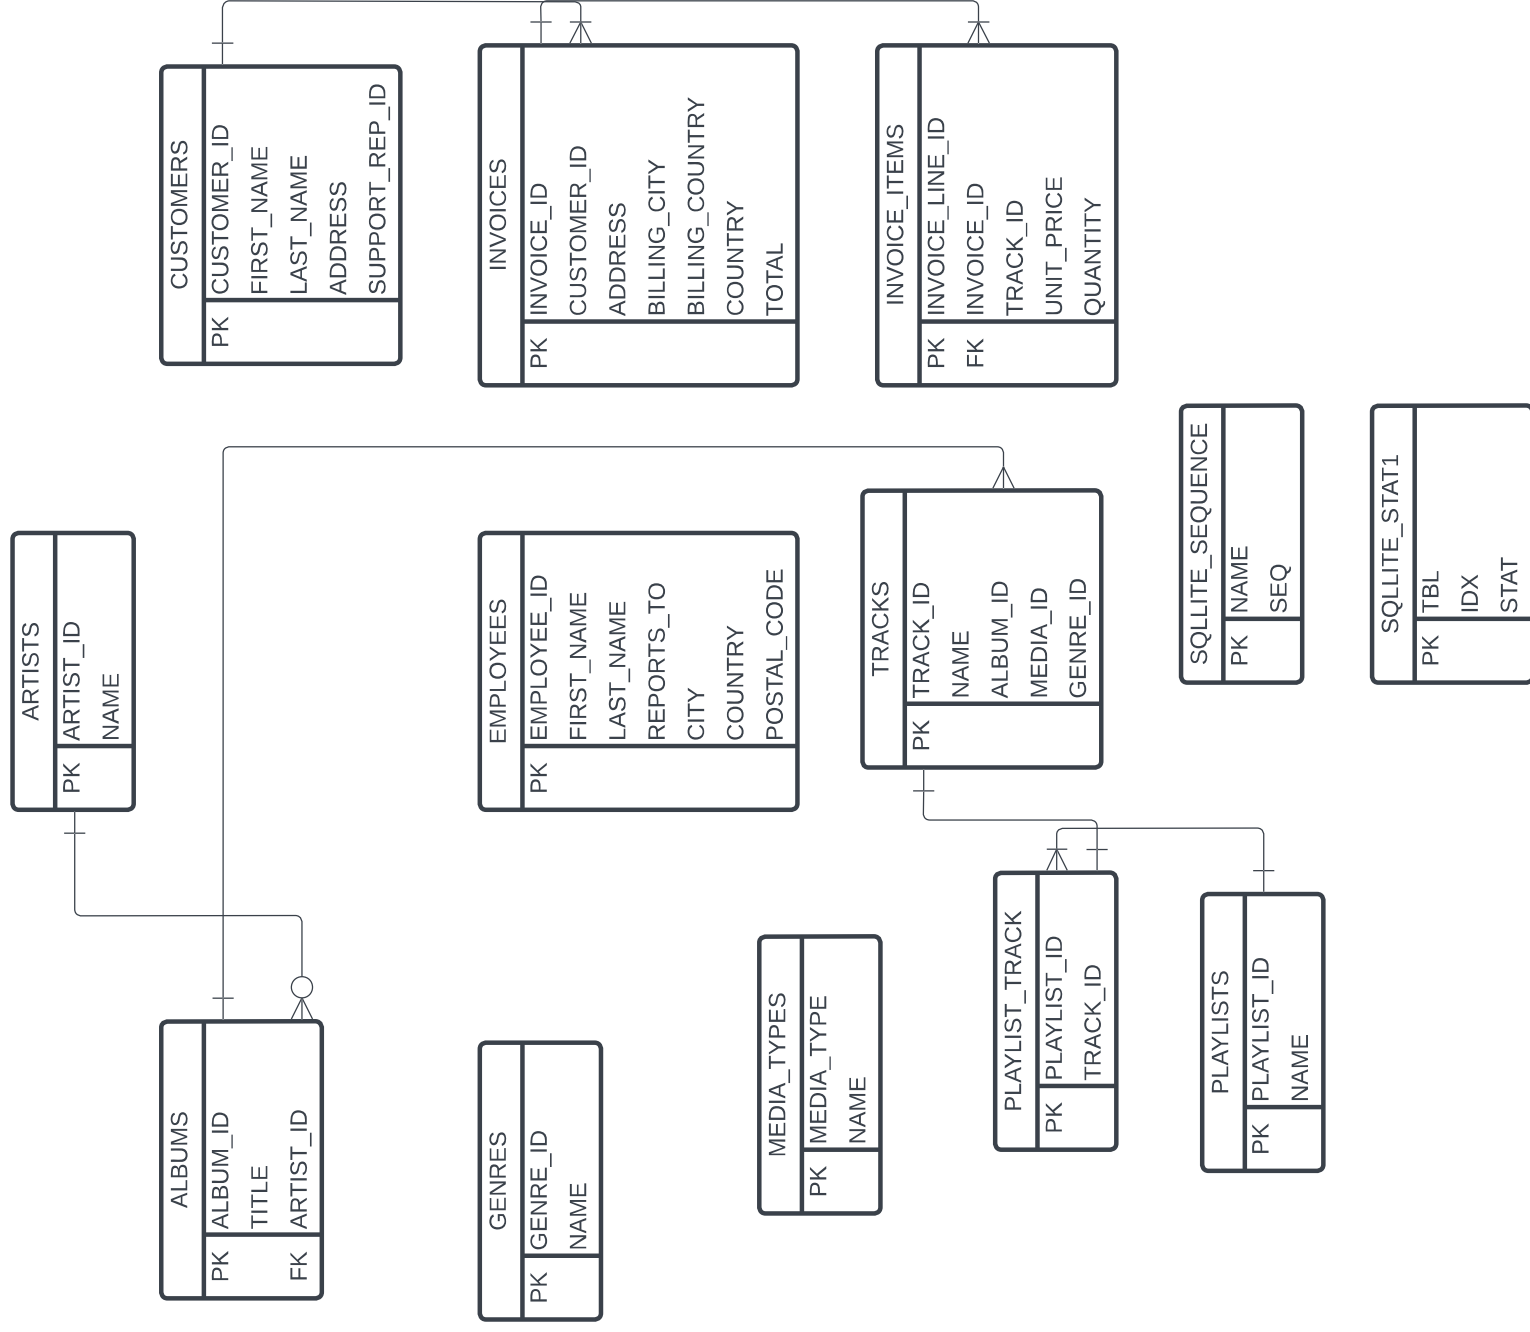 CUSTOMERS
PK CUSTOMER_ID
FIRST_NAME
LAST_NAME
ADDRESS
SUPPORT_REP_ID
INVOICES
PK INVOICE_ID
CUSTOMER_ID
ADDRESS
BILLING_CITY
BILLING_COUNTRY
COUNTRY
TOTAL
INVOICE_ITEMS
PK INVOICE_LINE_ID
FK INVOICE_ID
TRACK_ID
UNIT_PRICE
QUANTITY
ARTISTS
PK ARTIST_ID
NAME
EMPLOYEES
PK EMPLOYEE_ID
FIRST_NAME
LAST_NAME
REPORTS_TO
CITY
COUNTRY
POSTAL_CODE
TRACKS
PK TRACK_ID
NAME
ALBUM_ID
MEDIA_ID
GENRE_ID
SQLLITE_SEQUENCE
PK NAME
SEQ
SQLLITE_STAT1
PK TBL
IDX
STAT
ALBUMS
PK ALBUM_ID
TITLE
FK ARTIST_ID
GENRES
PK GENRE_ID
NAME
MEDIA_TYPES
PK MEDIA_TYPE
NAME
PLAYLIST_TRACK
PK PLAYLIST_ID
TRACK_ID
PLAYLISTS
PK PLAYLIST_ID
NAME